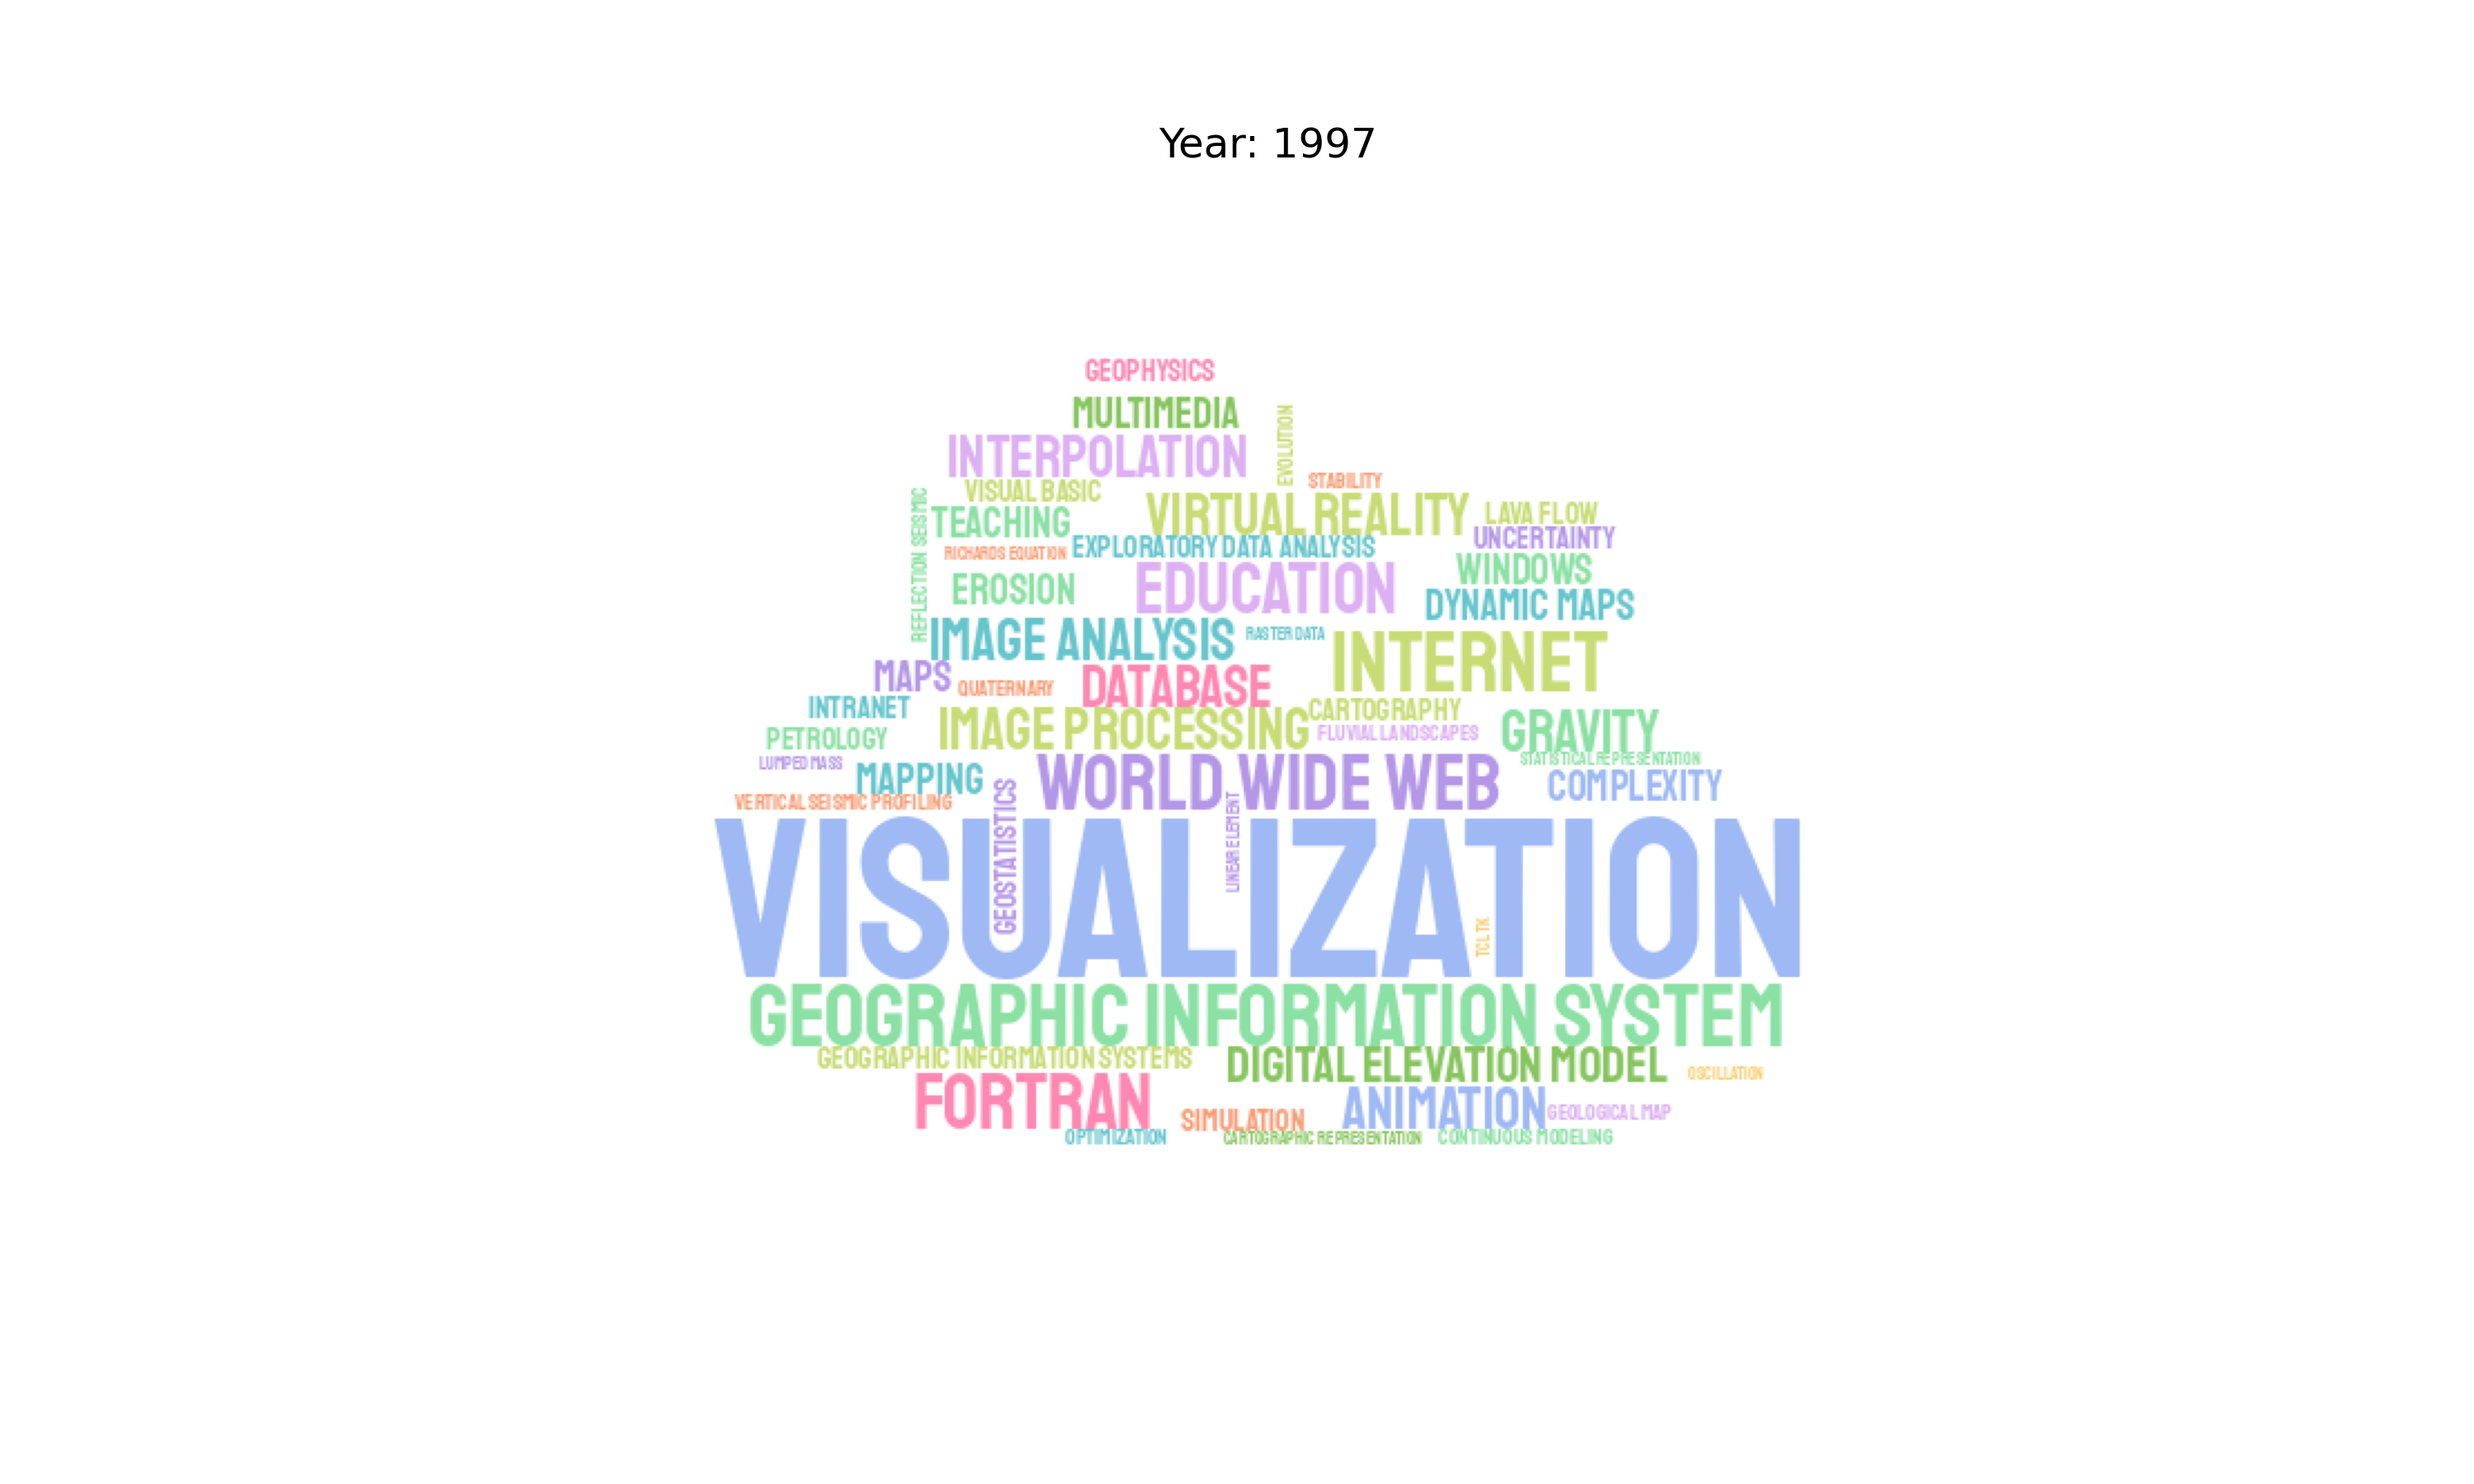 Year: 1997
GEOPHYSICS
MULTIMEDIA
EVOLUTION
INTERPOLATION
STABILITY
VISUAL BASIC
REFLECTION SEISMIC
VIRTUAL REALITY
LAVA FLOW
TEACHING
UNCERTAINTY
RICHARDS EQUATION
EXPLORATORY DATA ANALYSIS
WINDOWS
EROSION
EDUCATION
DYNAMIC MAPS
IMAGE ANALYSIS
RASTER DATA
INTERNET
MAPS
QUATERNARY
DATABASE
INTRANET
CARTOGRAPHY
IMAGE PROCESSING
FLUVIAL LANDSCAPES
GRAVITY
PETROLOGY
STATISTICAL REPRESENTATION
LUMPED MASS
MAPPING
WORLD WIDE WEB
COMPLEXITY
VERTICAL SEISMIC PROFILING
GEOSTATISTICS
LINEAR ELEMENT
VISUALIZATION
TCL TK
GEOGRAPHIC INFORMATION SYSTEM
GEOGRAPHIC INFORMATION SYSTEMS
DIGITAL ELEVATION MODEL
OSCILLATION
FORTRAN
SIMULATION
ANIMATION
GEOLOGICAL MAP
OPTIMIZATION
CARTOGRAPHIC REPRESENTATION
CONTINUOUS MODELING